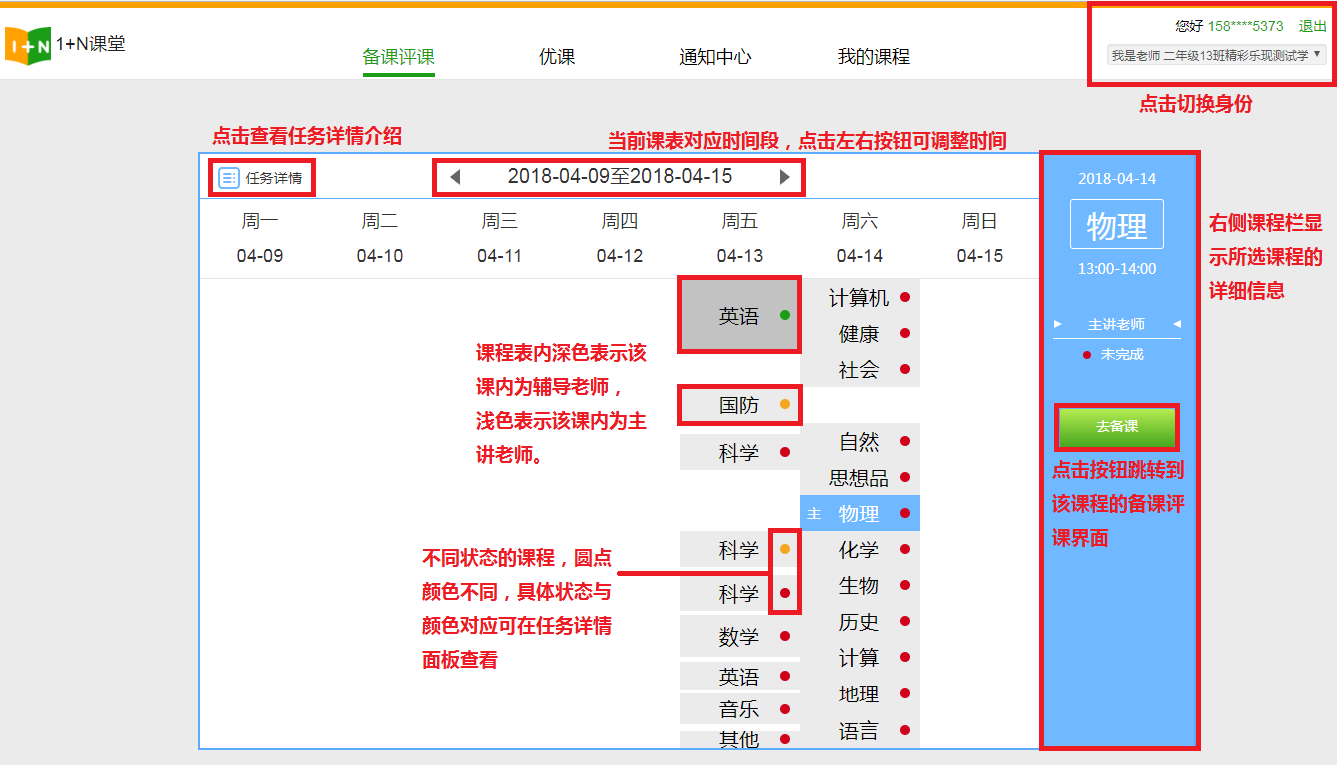 您好 158****5373 退出
1+N
1+N课堂
备课评课 优课 通知中心 我的课程
我是老师 二年级13班精彩乐现测试学
点击切换身份
点击查看任务详情介绍
当前课表对应时间段，点击左右按钮可调整时间
任务详情
2018-04-09至2018-04-15
周一 周二 周三 周四 周五 周六 周日
04-09 04-10 04-11 04-12 04-13 04-14 04-15
英语
国防
科学
科学
科学
数学
英语
音乐
其他
计算机
健康
社会
自然
思想品
主 物理
化学
生物
历史
计算
地理
语言
课程表内深色表示该
课内为辅导老师，
浅色表示该课内为主
讲老师。
不同状态的课程，圆点
颜色不同，具体状态与
颜色对应可在任务详情
面板查看
2018-04-14
物理
13:00-14:00
主讲老师
未完成
去备课
点击按钮跳转到
该课程的备课评
课界面
右侧课程栏显
示所选课程的
详细信息